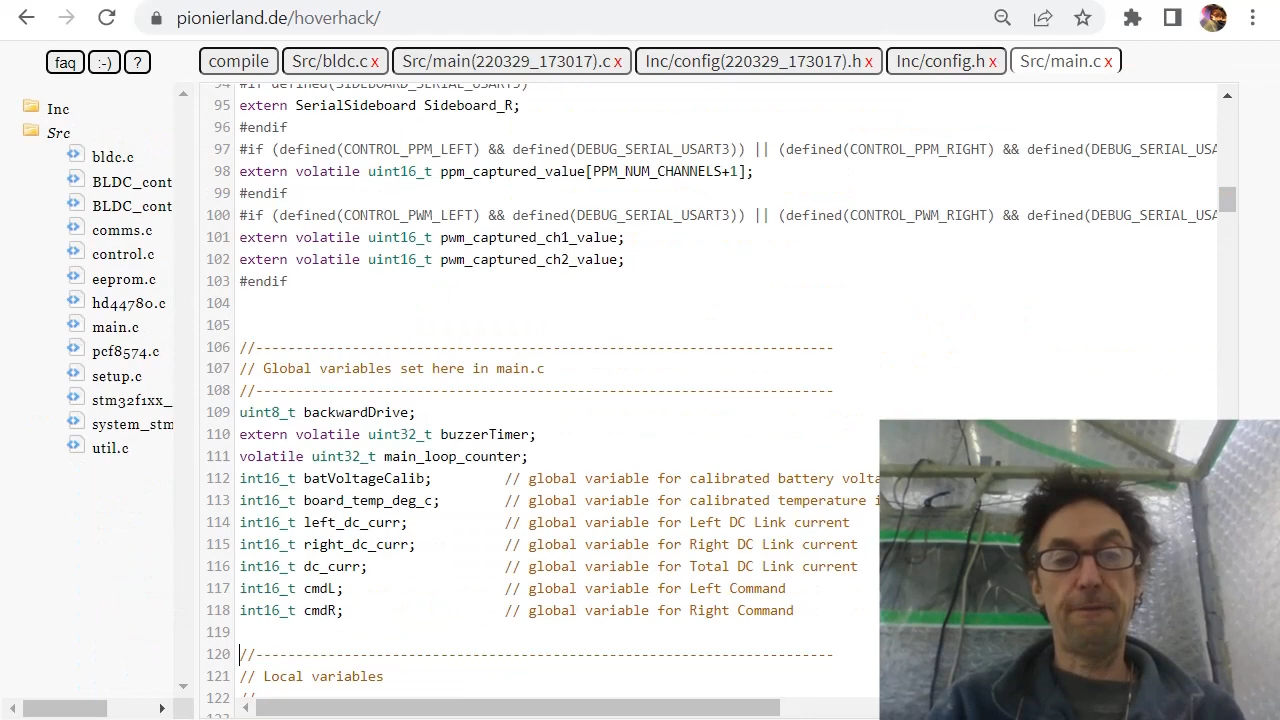 pionierland.de/hoverhack/
faq :-) ? compile Src/bldc.c x Src/main(220329_173017).c x Inc/config(220329_173017).h x Inc/config.h x Src/main.c x
Inc
Src
bldc.c
BLDC_cont
BLDC_cont
comms.c
control.c
eeprom.c
hd44780.c
main.c
pcf8574.c
setup.c
stm32f1xx_
system_stm
util.c
94 #if defined(SIDEBOARD_SERIAL_USART3)
95 extern SerialSideboard Sideboard_R;
96 #endif
97 #if (defined(CONTROL_PPM_LEFT) && defined(DEBUG_SERIAL_USART3)) || (defined(CONTROL_PPM_RIGHT) && defined(DEBUG_SERIAL_USA
98 extern volatile uint16_t ppm_captured_value[PPM_NUM_CHANNELS+1];
99 #endif
100 #if (defined(CONTROL_PWM_LEFT) && defined(DEBUG_SERIAL_USART3)) || (defined(CONTROL_PWM_RIGHT) && defined(DEBUG_SERIAL_USA
101 extern volatile uint16_t pwm_captured_ch1_value;
102 extern volatile uint16_t pwm_captured_ch2_value;
103 #endif
104
105
106 //------------------------------------------------------------------------
107 // Global variables set here in main.c
108 //------------------------------------------------------------------------
109 uint8_t backwardDrive;
110 extern volatile uint32_t buzzerTimer;
111 volatile uint32_t main_loop_counter;
112 int16_t batVoltageCalib; // global variable for calibrated battery volta
113 int16_t board_temp_deg_c; // global variable for calibrated temperature i
114 int16_t left_dc_curr; // global variable for Left DC Link current
115 int16_t right_dc_curr; // global variable for Right DC Link current
116 int16_t dc_curr; // global variable for Total DC Link current
117 int16_t cmdL; // global variable for Left Command
118 int16_t cmdR; // global variable for Right Command
119
120 //------------------------------------------------------------------------
121 // Local variables
122